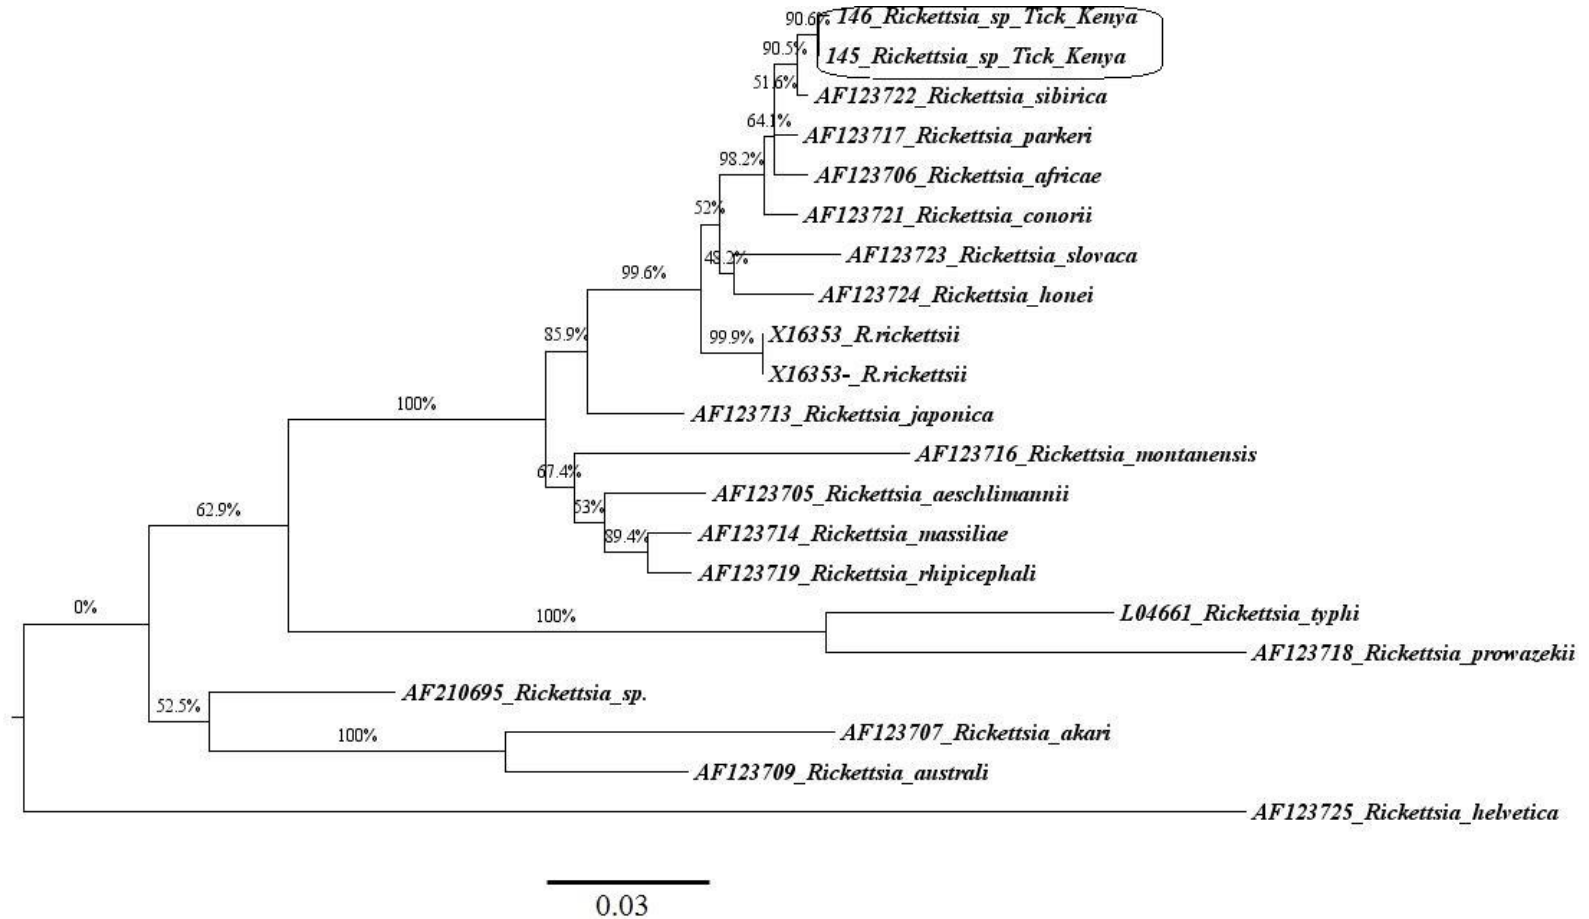 90.6% 146_Rickettsia_sp_Tick_Kenya
90.5% 145_Rickettsia_sp_Tick_Kenya
51.6% AF123722_Rickettsia_sibirica
64.1% AF123717_Rickettsia_parkeri
98.2% AF123706_Rickettsia_africae
52% AF123721_Rickettsia_conorii
48.2% AF123723_Rickettsia_slovaca
99.6% AF123724_Rickettsia_honei
85.9% 99.9% X16353_R.rickettsii
X16353-_R.rickettsii
100% AF123713_Rickettsia_japonica
AF123716_Rickettsia_montanensis
67.4% AF123705_Rickettsia_aeschlimannii
62.9% 53% AF123714_Rickettsia_massiliae
89.4% AF123719_Rickettsia_rhipicephali
0% 100% L04661_Rickettsia_typhi
AF123718_Rickettsia_prowazekii
52.5% AF210695_Rickettsia_sp.
100% AF123707_Rickettsia_akari
AF123709_Rickettsia_australi
AF123725_Rickettsia_helvetica
0.03